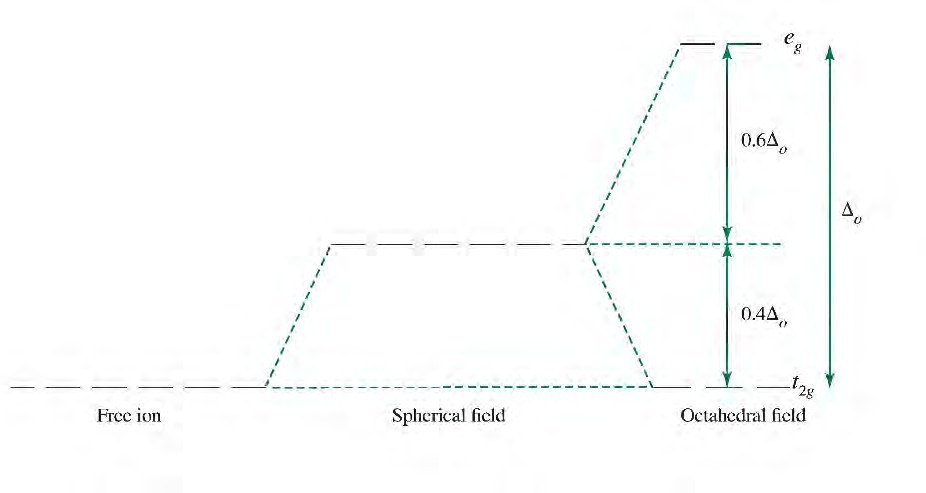 e_g
0.6Δ_o
Δ_o
0.4Δ_o
t_2g
Free ion
Spherical field
Octahedral field